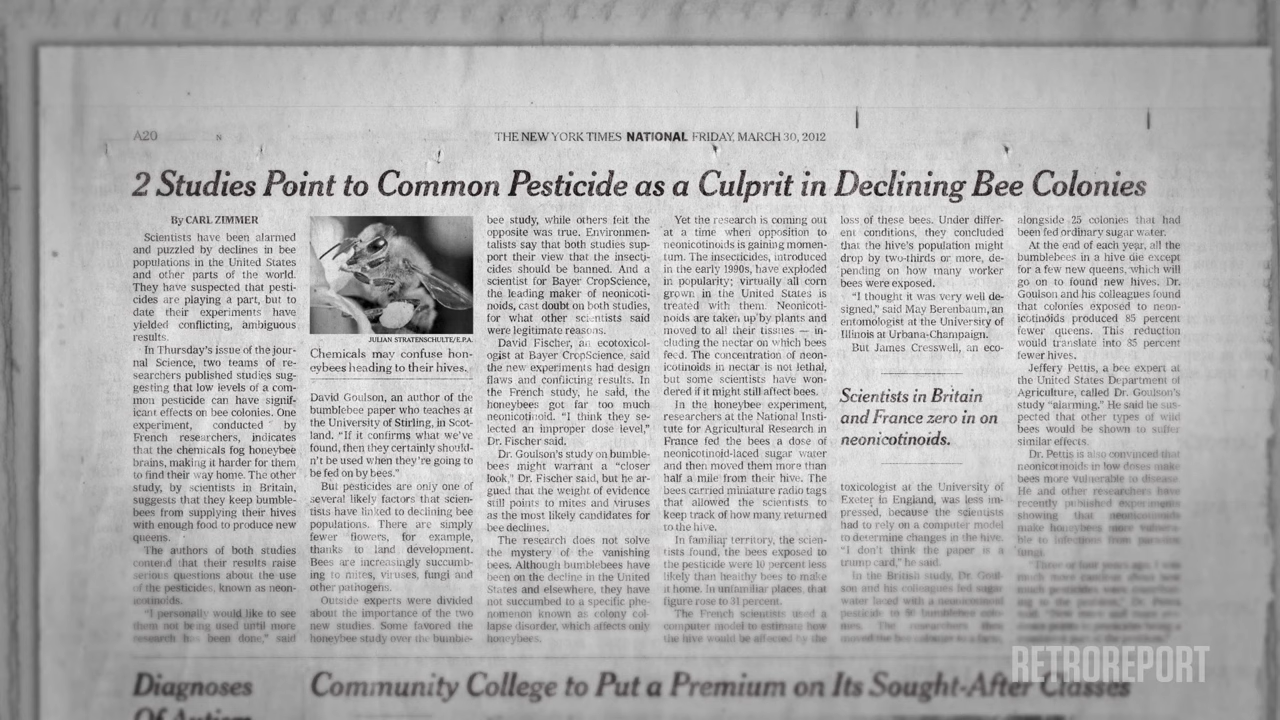 A20
N
THE NEW YORK TIMES NATIONAL FRIDAY, MARCH 30, 2012
2 Studies Point to Common Pesticide as a Culprit in Declining Bee Colonies
By CARL ZIMMER
Scientists have been alarmed
and puzzled by declines in bee
populations in the United States
and other parts of the world.
They have suspected that pesti-
cides are playing a part, but to
date their experiments have
yielded conflicting, ambiguous
results.
In Thursday's issue of the jour-
nal Science, two teams of re-
searchers published studies sug-
gesting that low levels of a com-
mon pesticide can have signif-
icant effects on bee colonies. One
experiment, conducted by
French researchers, indicates
that the chemicals fog honeybee
brains, making it harder for them
to find their way home. The other
study, by scientists in Britain,
suggests that they keep bumble-
bees from supplying their hives
with enough food to produce new
queens.
The authors of both studies
contend that their results raise
serious questions about the use
of the pesticides, known as neon-
icotinoids.
"I personally would like to see
them not being used until more
research has been done," said
JULIAN STRATENSCHULTE/E.P.A.
Chemicals may confuse hon-
eybees heading to their hives.
David Goulson, an author of the
bumblebee paper who teaches at
the University of Stirling, in Scot-
land. "If it confirms what we've
found, then they certainly should-
n't be used when they're going to
be fed on by bees."
But pesticides are only one of
several likely factors that scien-
tists have linked to declining bee
populations. There are simply
fewer flowers, for example,
thanks to land development.
Bees are increasingly succumb-
ing to mites, viruses, fungi and
other pathogens.
Outside experts were divided
about the importance of the two
new studies. Some favored the
honeybee study over the bumble-
bee study, while others felt the
opposite was true. Environmen-
talists say that both studies sup-
port their view that the insecti-
cides should be banned. And a
scientist for Bayer CropScience,
the leading maker of neonicoti-
noids, cast doubt on both studies,
for what other scientists said
were legitimate reasons.
David Fischer, an ecotoxicol-
ogist at Bayer CropScience, said
the new experiments had design
flaws and conflicting results. In
the French study, he said, the
honeybees got far too much
neonicotinoid. "I think they se-
lected an improper dose level,"
Dr. Fischer said.
Dr. Goulson's study on bumble-
bees might warrant a "closer
look," Dr. Fischer said, but he ar-
gued that the weight of evidence
still points to mites and viruses
as the most likely candidates for
bee declines.
The research does not solve
the mystery of the vanishing
bees. Although bumblebees have
been on the decline in the United
States and elsewhere, they have
not succumbed to a specific phe-
nomenon known as colony col-
lapse disorder, which affects only
honeybees.
Yet the research is coming out
at a time when opposition to
neonicotinoids is gaining momen-
tum. The insecticides, introduced
in the early 1990s, have exploded
in popularity; virtually all corn
grown in the United States is
treated with them. Neonicoti-
noids are taken up by plants and
moved to all their tissues — in-
cluding the nectar on which bees
feed. The concentration of neon-
icotinoids in nectar is not lethal,
but some scientists have won-
dered if it might still affect bees.
In the honeybee experiment,
researchers at the National Insti-
tute for Agricultural Research in
France fed the bees a dose of
neonicotinoid-laced sugar water
and then moved them more than
half a mile from their hive. The
bees carried miniature radio tags
that allowed the scientists to
keep track of how many returned
to the hive.
In familiar territory, the scien-
tists found, the bees exposed to
the pesticide were 10 percent less
likely than healthy bees to make
it home. In unfamiliar places, that
figure rose to 31 percent.
The French scientists used a
computer model to estimate how
the hive would be affected by the
loss of these bees. Under differ-
ent conditions, they concluded
that the hive's population might
drop by two-thirds or more, de-
pending on how many worker
bees were exposed.
"I thought it was very well de-
signed," said May Berenbaum, an
entomologist at the University of
Illinois at Urbana-Champaign.
But James Cresswell, an eco-
Scientists in Britain
and France zero in on
neonicotinoids.
toxicologist at the University of
Exeter in England, was less im-
pressed, because the scientists
had to rely on a computer model
to determine changes in the hive.
"I don't think the paper is a
trump card," he said.
In the British study, Dr. Goul-
son and his colleagues fed sugar
water laced with a neonicotinoid
pesticide to 50 bumblebee colo-
nies. The researchers then
moved the bee colonies to a farm,
alongside 25 colonies that had
been fed ordinary sugar water.
At the end of each year, all the
bumblebees in a hive die except
for a few new queens, which will
go on to found new hives. Dr.
Goulson and his colleagues found
that colonies exposed to neon-
icotinoids produced 85 percent
fewer queens. This reduction
would translate into 85 percent
fewer hives.
Jeffery Pettis, a bee expert at
the United States Department of
Agriculture, called Dr. Goulson's
study "alarming." He said he sus-
pected that other types of wild
bees would be shown to suffer
similar effects.
Dr. Pettis is also convinced that
neonicotinoids in low doses make
bees more vulnerable to disease.
He and other researchers have
recently published experiments
showing that neonicotinoids
make honeybees more vulnera-
ble to infections from parasitic
fungi.
Diagnoses
Of Autism
Community College to Put a Premium on Its Sought-After Classes
RETROREPORT